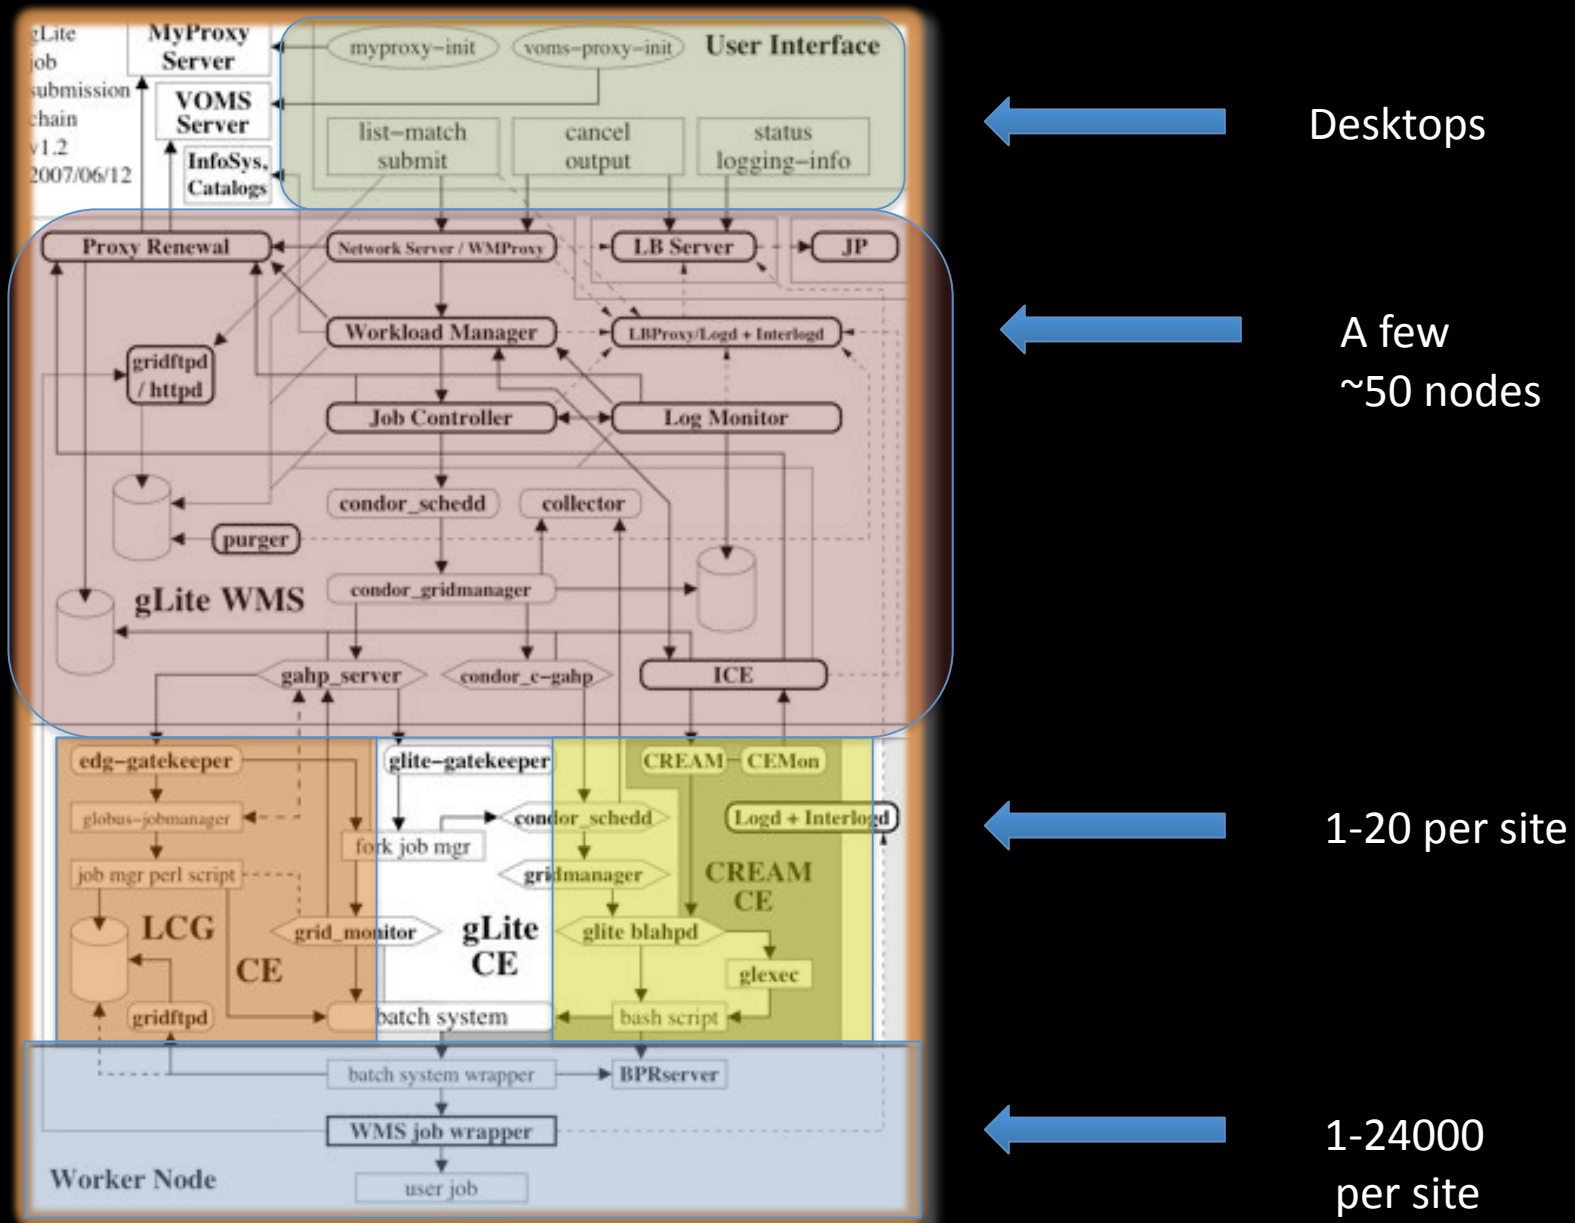 gLite
job
submission
chain
v1.2
2007/06/12
MyProxy
Server
VOMS
Server
InfoSys,
Catalogs
myproxy-init
voms-proxy-init
User Interface
list-match
submit
cancel
output
status
logging-info
Desktops
Proxy Renewal
Network Server / WMProxy
LB Server
JP
Workload Manager
LBProxy/Logd + Interlogd
gridftpd
/ httpd
Job Controller
Log Monitor
condor_schedd
collector
purger
condor_gridmanager
gLite WMS
gahp_server
condor_c-gahp
ICE
A few
~50 nodes
edg-gatekeeper
glite-gatekeeper
CREAM
CEMon
globus-jobmanager
condor_schedd
Logd + Interlogd
fork job mgr
job mgr perl script
gridmanager
CREAM
CE
LCG
CE
grid_monitor
gLite
CE
glite blahpd
glexec
gridftpd
batch system
bash script
1-20 per site
batch system wrapper
BPRserver
WMS job wrapper
Worker Node
user job
1-24000
per site